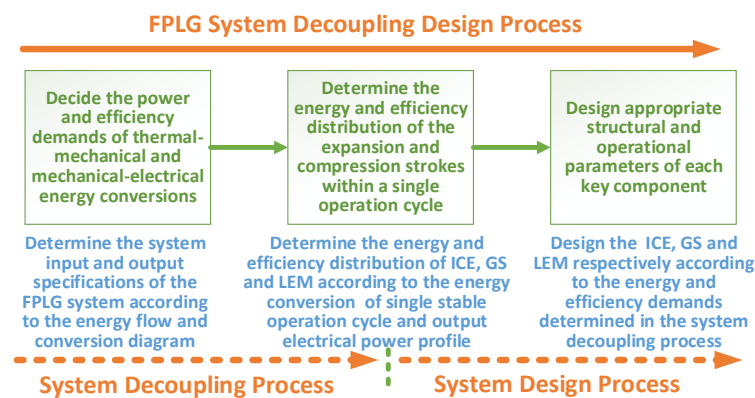 FPLG System Decoupling Design Process
Decide the power
and efficiency
demands of thermal-
mechanical and
mechanical-electrical
energy conversions
Determine the
energy and efficiency
distribution of the
expansion and
compression strokes
within a single
operation cycle
Design appropriate
structural and
operational
parameters of each
key component
Determine the system
input and output
specifications of the
FPLG system according
to the energy flow and
conversion diagram
Determine the energy and
efficiency distribution of ICE, GS
and LEM according to the energy
conversion of single stable
operation cycle and output
electrical power profile
Design the ICE, GS and
LEM respectively according
to the energy and
efficiency demands
determined in the system
decoupling process
System Decoupling Process
System Design Process